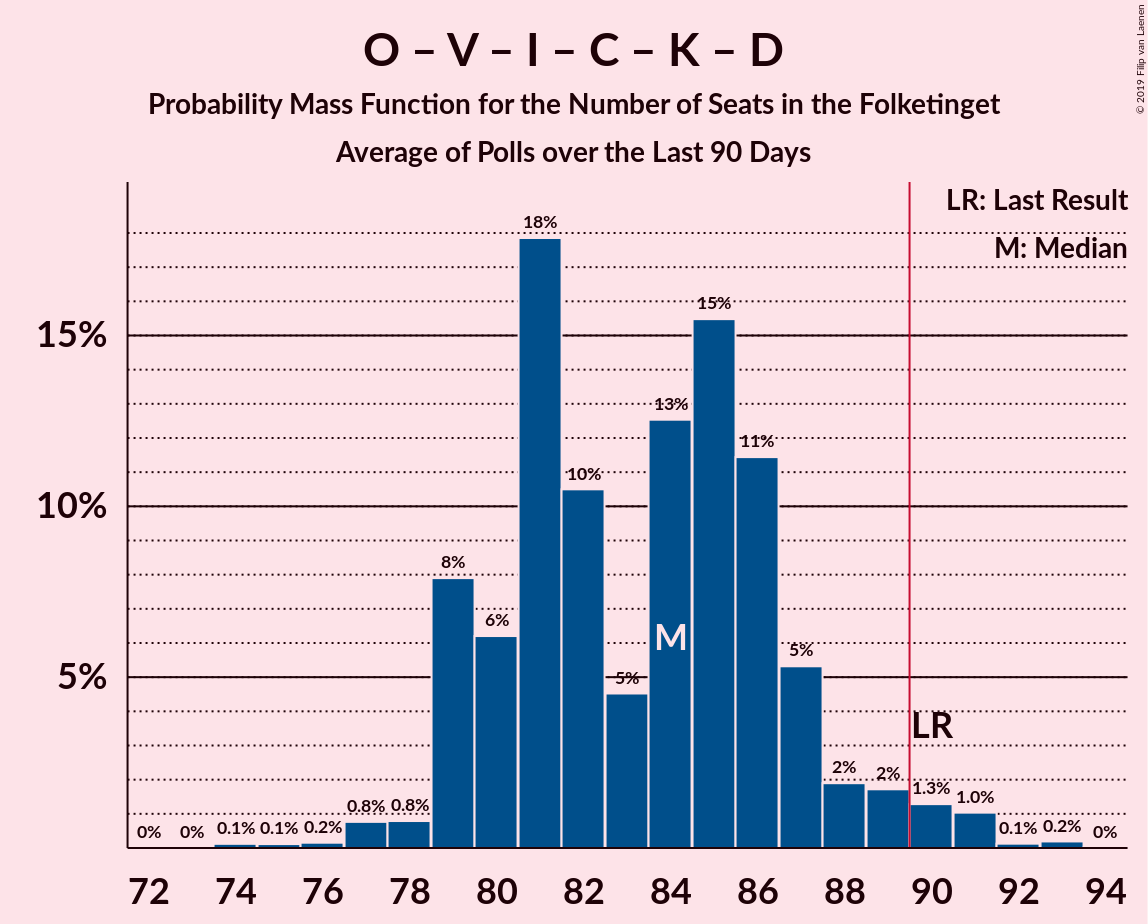 O – V – I – C – K – D
Probability Mass Function for the Number of Seats in the Folketinget
Average of Polls over the Last 90 Days
© 2019 Filip van Laenen
LR: Last Result
M: Median
18%
15%
15%
13%
11%
10%
10%
8%
6%
M
5%
5%
5%
LR
2%
2%
1.3%
1.0%
0.8%
0.8%
0%
0%
0.1%
0.1%
0.2%
0.1%
0.2%
0%
72 74 76 78 80 82 84 86 88 90 92 94